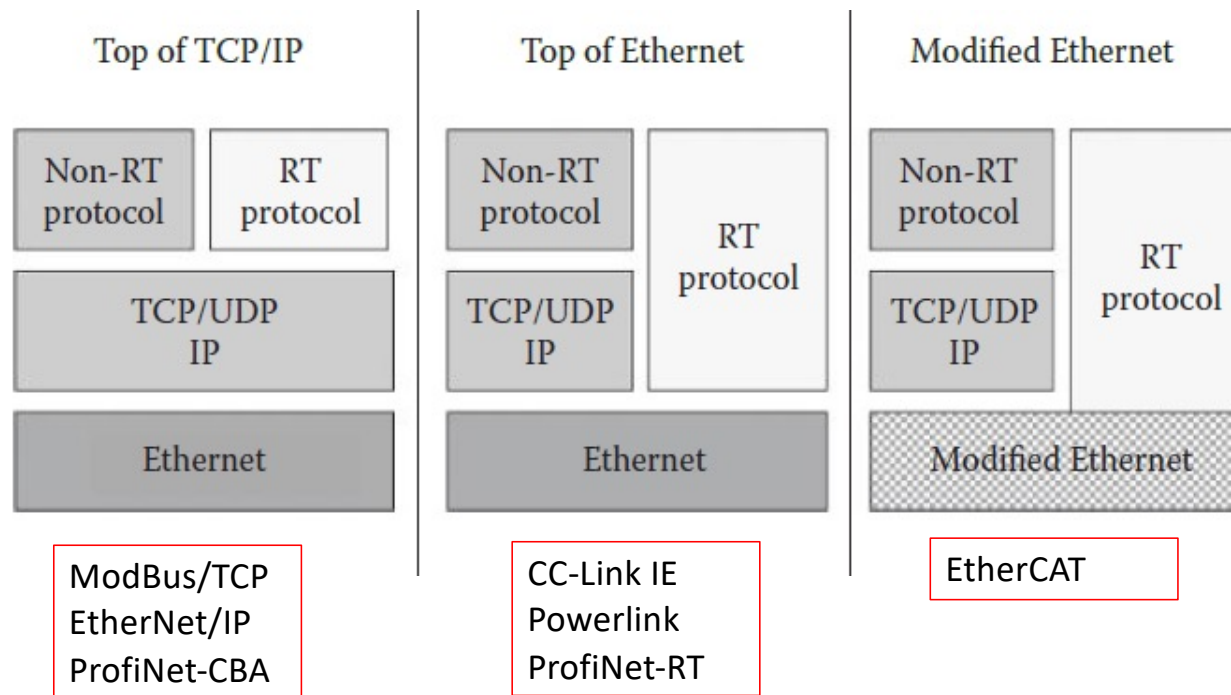 Top of TCP/IP
Non-RT
protocol
RT
protocol
TCP/UDP
IP
Ethernet
ModBus/TCP
EtherNet/IP
ProfiNet-CBA
Top of Ethernet
Non-RT
protocol
RT
protocol
TCP/UDP
IP
Ethernet
CC-Link IE
Powerlink
ProfiNet-RT
Modified Ethernet
Non-RT
protocol
RT
protocol
TCP/UDP
IP
Modified Ethernet
EtherCAT